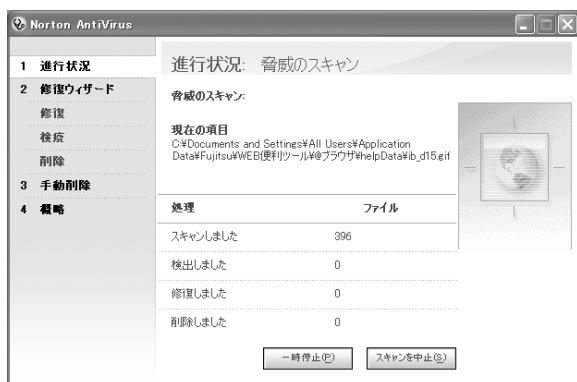 Norton AntiVirus
1 進行状況
2 修復ウィザード
修復
検疫
削除
3 手動削除
4 概略
進行状況: 脅威のスキャン
脅威のスキャン:
現在の項目
C:¥Documents and Settings¥All Users¥Application
Data¥Fujitsu¥WEB便利ツール¥@ブラウザ¥helpData¥ib_d15.gif
処理 ファイル
スキャンしました 396
検出しました 0
修復しました 0
削除しました 0
一時停止(P) スキャンを中止(S)